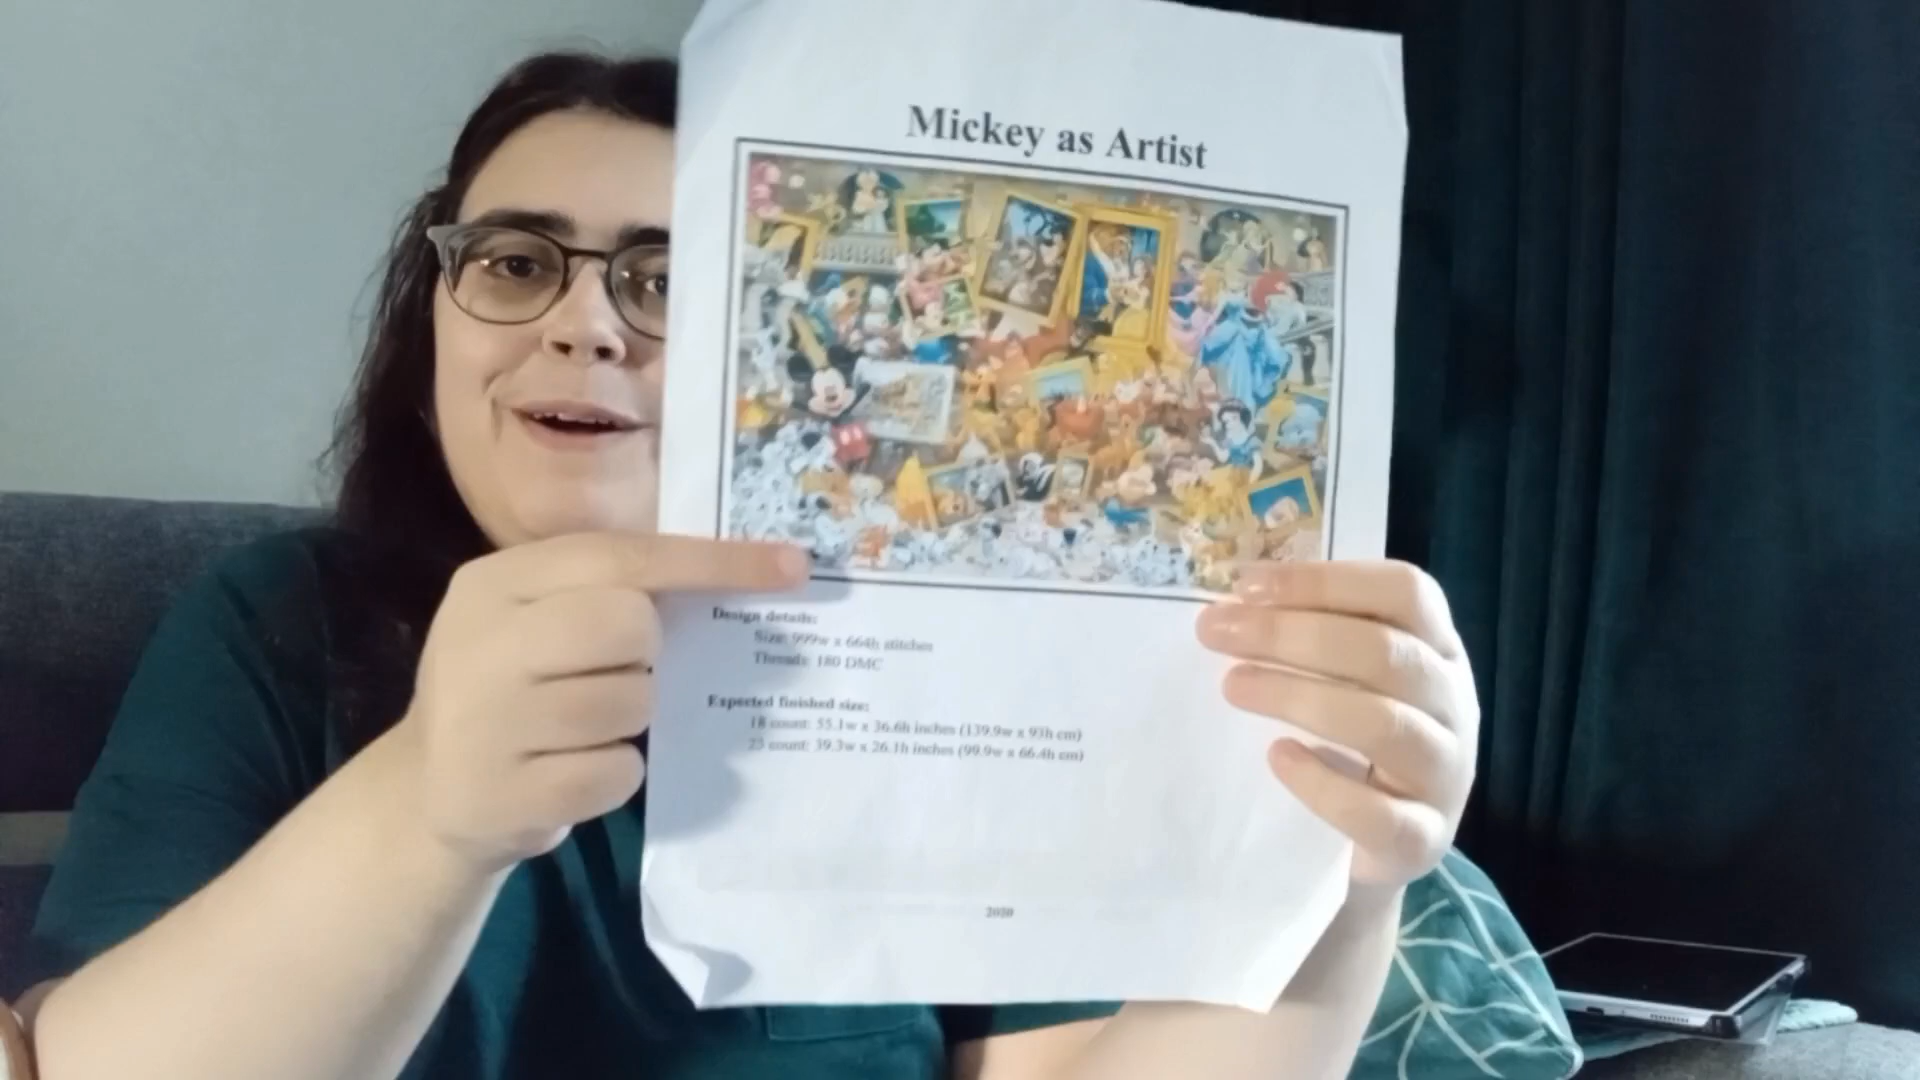 Mickey as Artist
Design details:
Size: 999w x 664h stitches
Threads: 180 DMC
Expected finished size:
18 count: 55.1w x 36.6h inches (139.9w x 93h cm)
25 count: 39.3w x 26.1h inches (99.9w x 66.4h cm)
2020